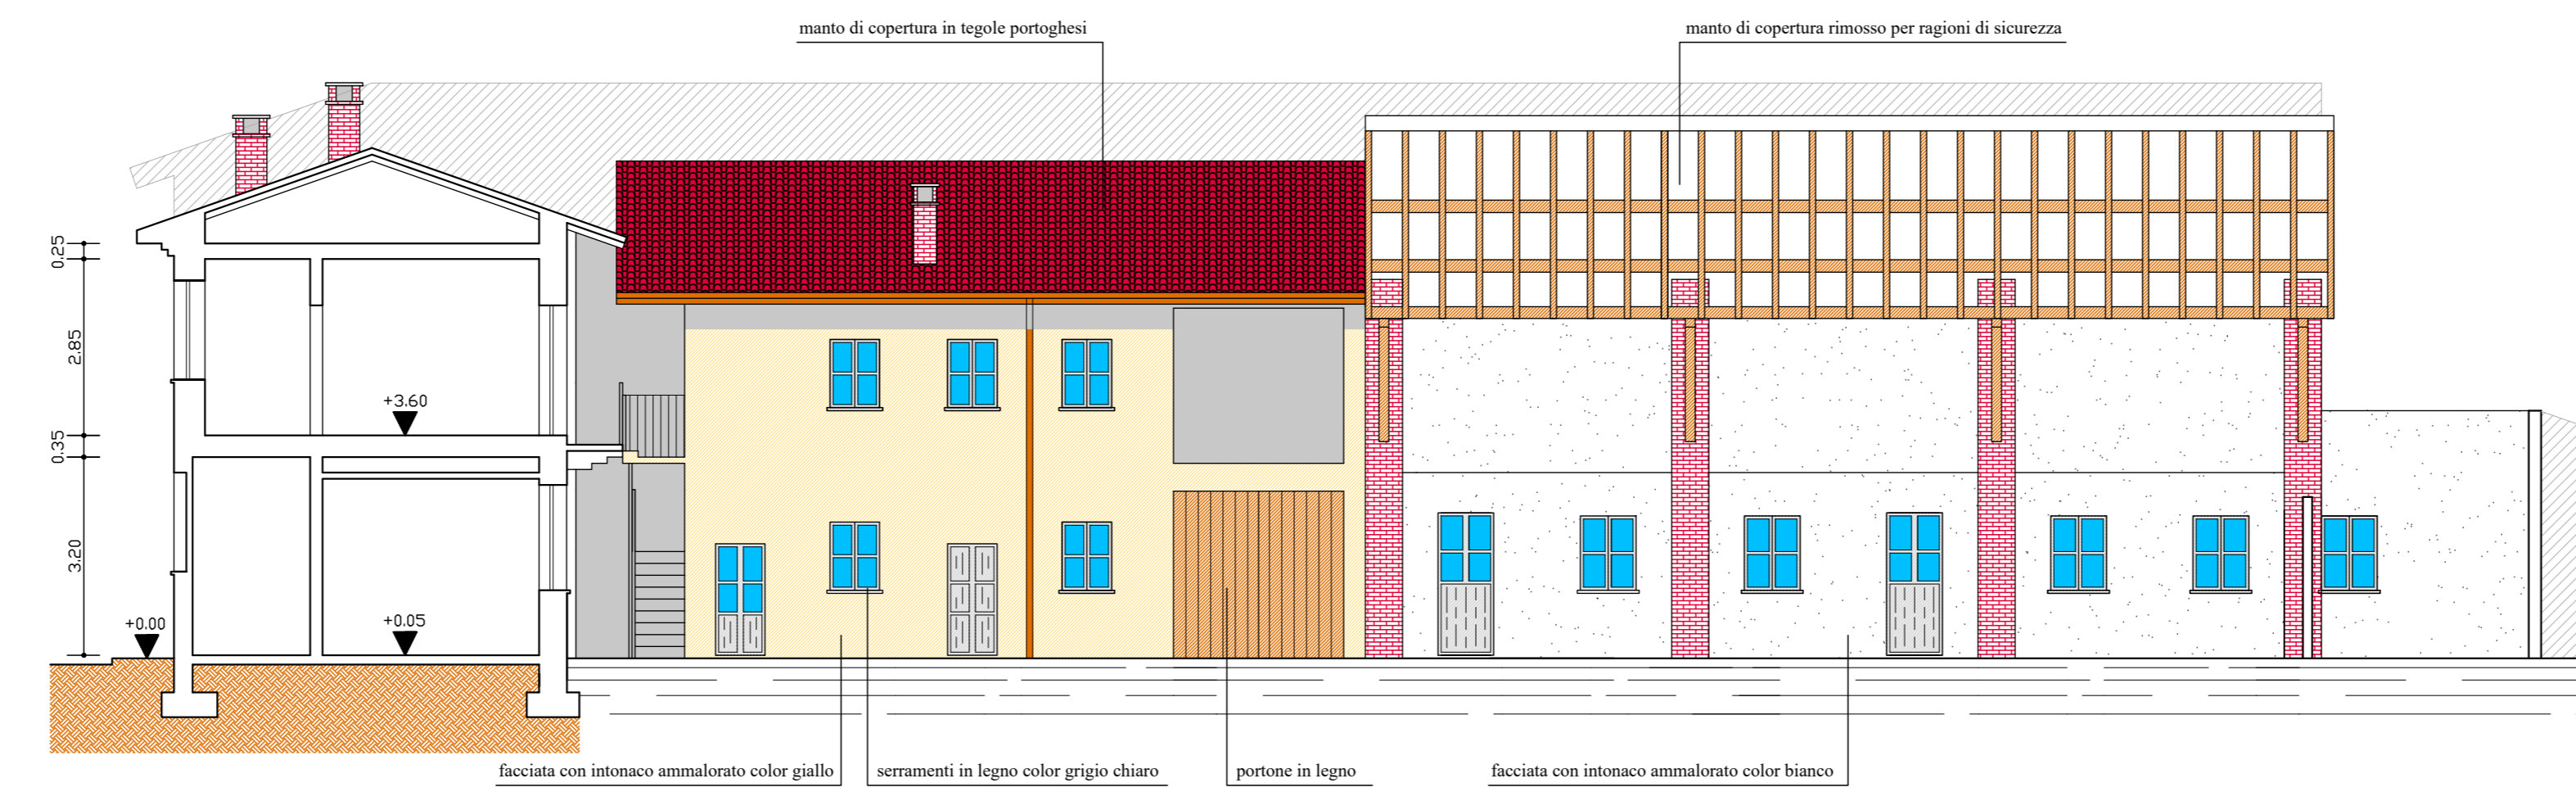 manto di copertura in tegole portoghesi
manto di copertura rimosso per ragioni di sicurezza
0.25
2.85
+3.60
0.35
3.20
+0.00
+0.05
facciata con intonaco ammalorato color giallo
serramenti in legno color grigio chiaro
portone in legno
facciata con intonaco ammalorato color bianco